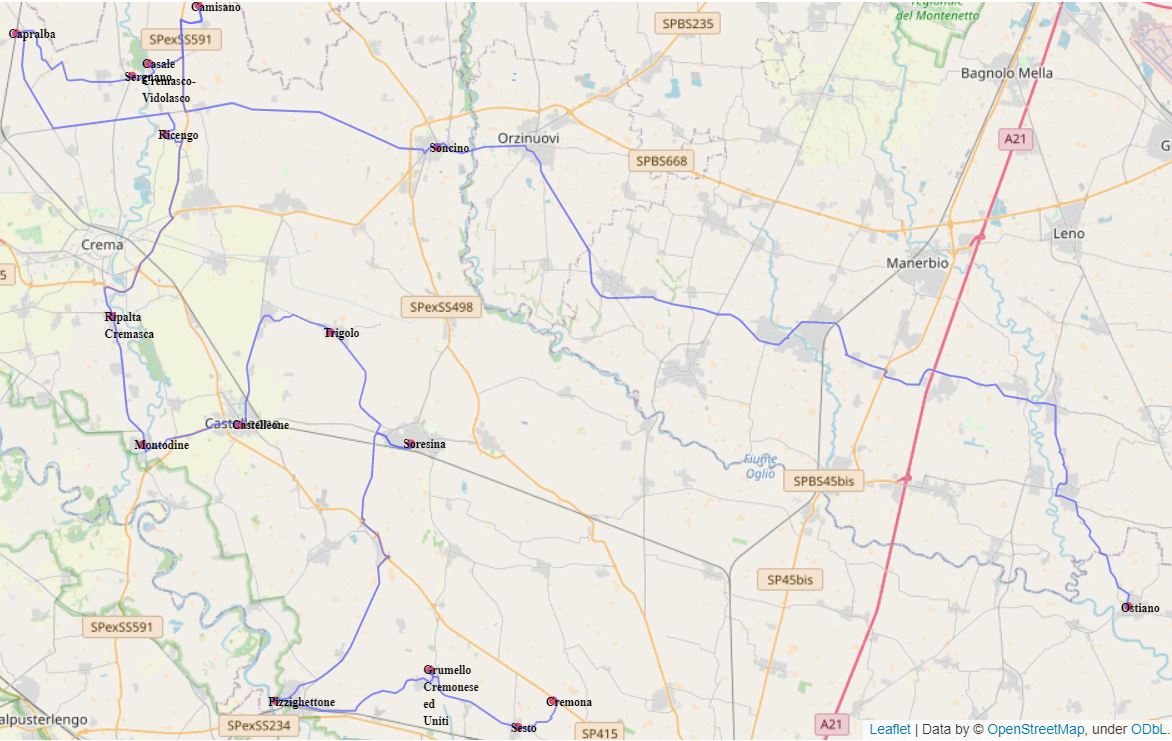 Camisano
regionale
del Montenetto
SPBS235
Capralba
SPexSS591
Casale
Cremasco-
Vidolasco
Sergnano
Bagnolo Mella
Ricengo
Orzinuovi
A21
Soncino
SPBS668
G
Crema
Leno
Manerbio
5
SPexSS498
Ripalta
Cremasca
Trigolo
Castelleone
Montodine
Soresina
Fiume
Oglio
SPBS45bis
SP45bis
Ostiano
SPexSS591
Grumello
Cremonese
ed
Uniti
Pizzighettone
Cremona
alpusterlengo
SPexSS234
Sesto
SP415
A21
Leaflet | Data by © OpenStreetMap, under ODbL.